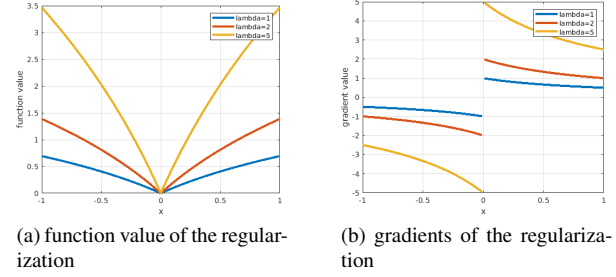 3.5
3
2.5
2
1.5
1
0.5
0
-1
-0.5
0
0.5
1
x
function value
lambda=1
lambda=2
lambda=5
5
4
3
2
1
0
-1
-2
-3
-4
-5
-1
-0.5
0
0.5
1
x
gradient value
lambda=1
lambda=2
lambda=5
(a) function value of the regular-
ization
(b) gradients of the regulariza-
tion